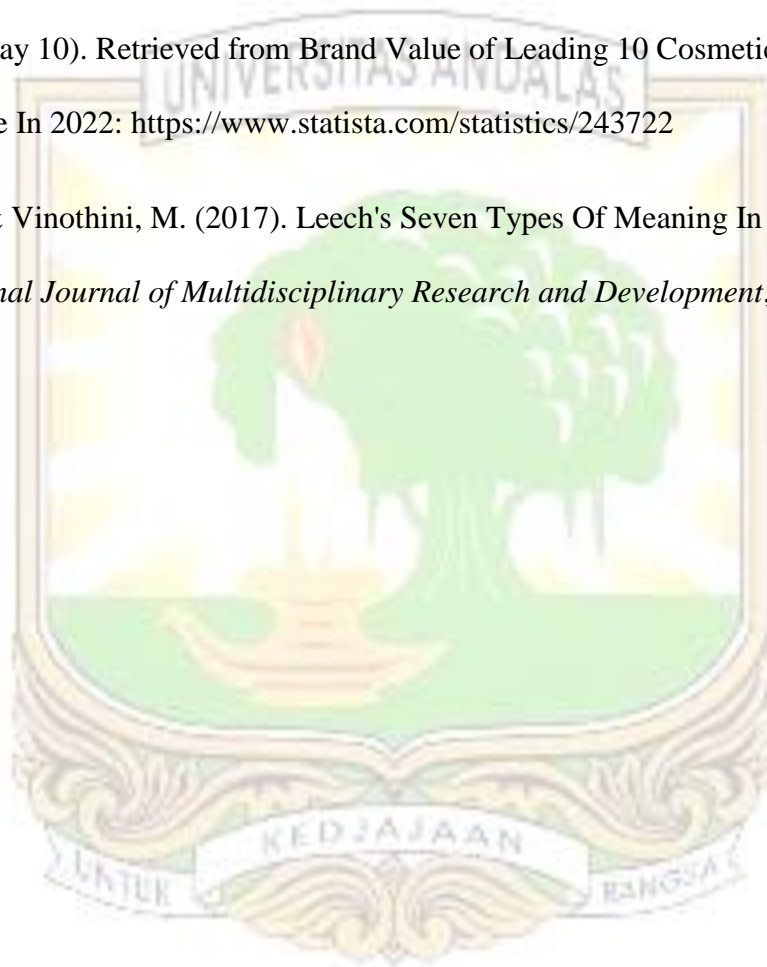 ay 10). Retrieved from Brand Value of Leading 10 Cosmetic
UNIVERSITAS ANDALAS
e In 2022: https://www.statista.com/statistics/243722
Vinothini, M. (2017). Leech's Seven Types Of Meaning In
nal Journal of Multidisciplinary Research and Development,
KEDJAJAAN
UNTUK BANGSA